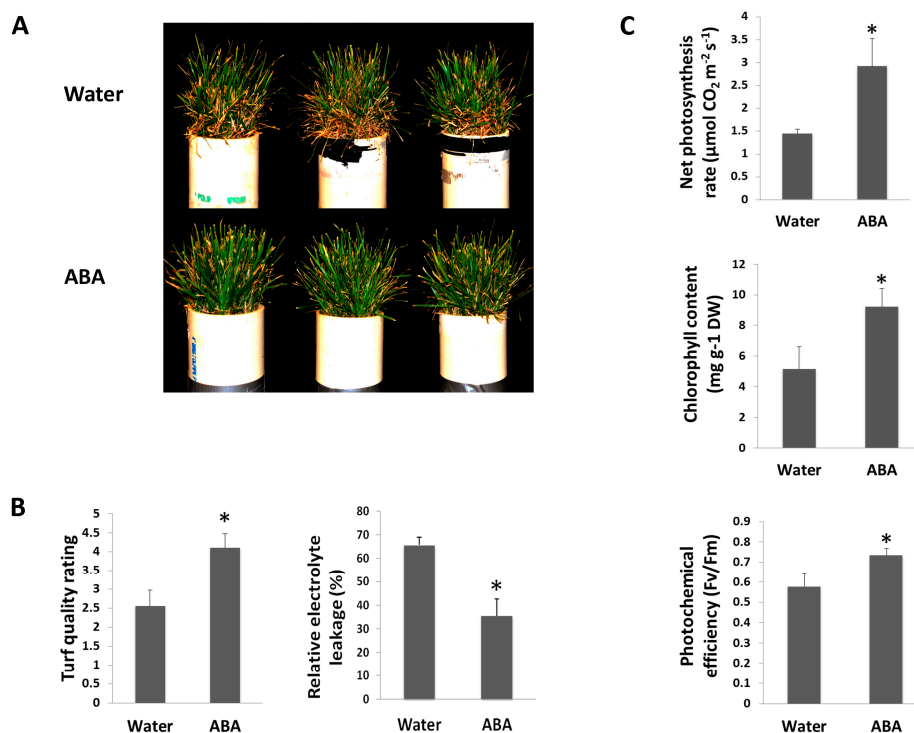 A
Water
ABA
B
Turf quality rating
5
4.5
4
3.5
3
2.5
2
1.5
1
0.5
0
*
Water
ABA
Relative electrolyte
leakage (%)
80
70
60
50
40
30
20
10
0
*
Water
ABA
C
Net photosynthesis
rate (µmol CO₂ m⁻² s⁻¹)
4
3.5
3
2.5
2
1.5
1
0.5
0
*
Water
ABA
Chlorophyll content
(mg g-1 DW)
12
10
8
6
4
2
0
*
Water
ABA
Photochemical
efficiency (Fv/Fm)
0.9
0.8
0.7
0.6
0.5
0.4
0.3
0.2
0.1
0
*
Water
ABA